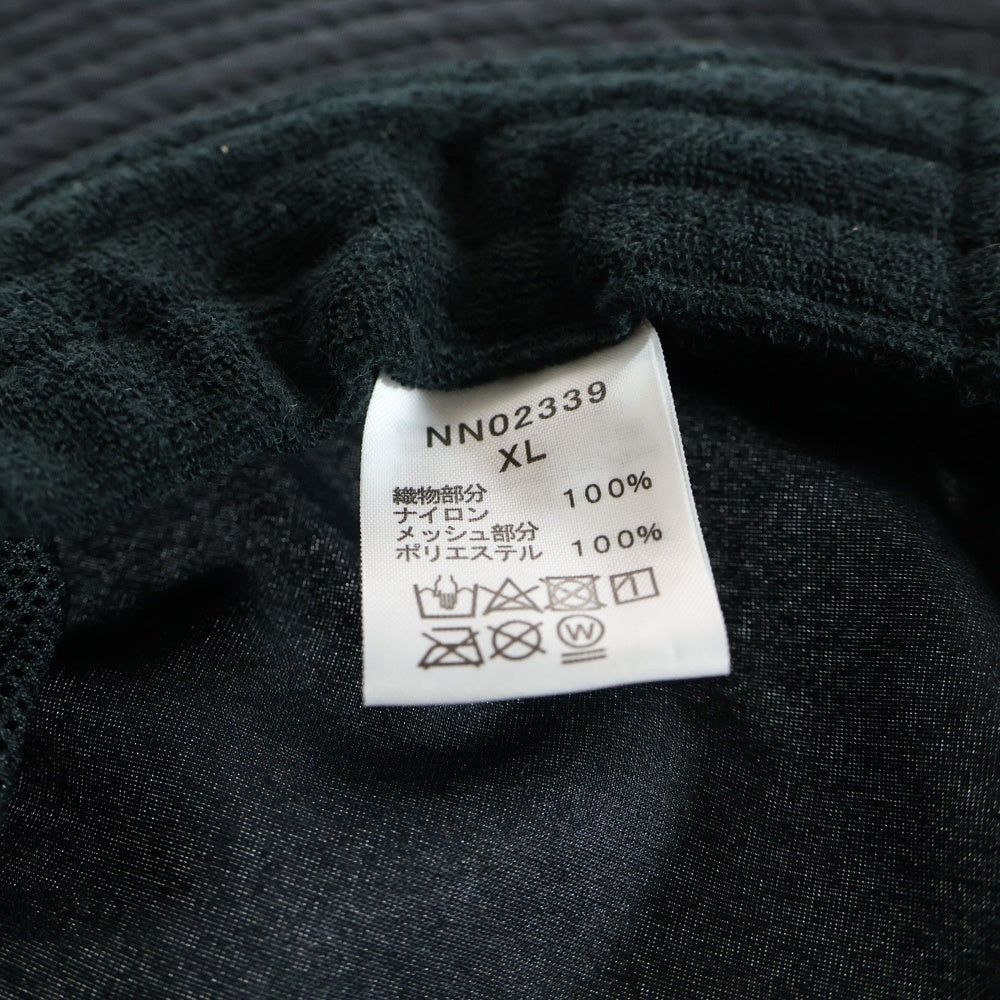 NN02339
XL
織物部分
ナイロン 100%
メッシュ部分
ポリエステル 100%
W